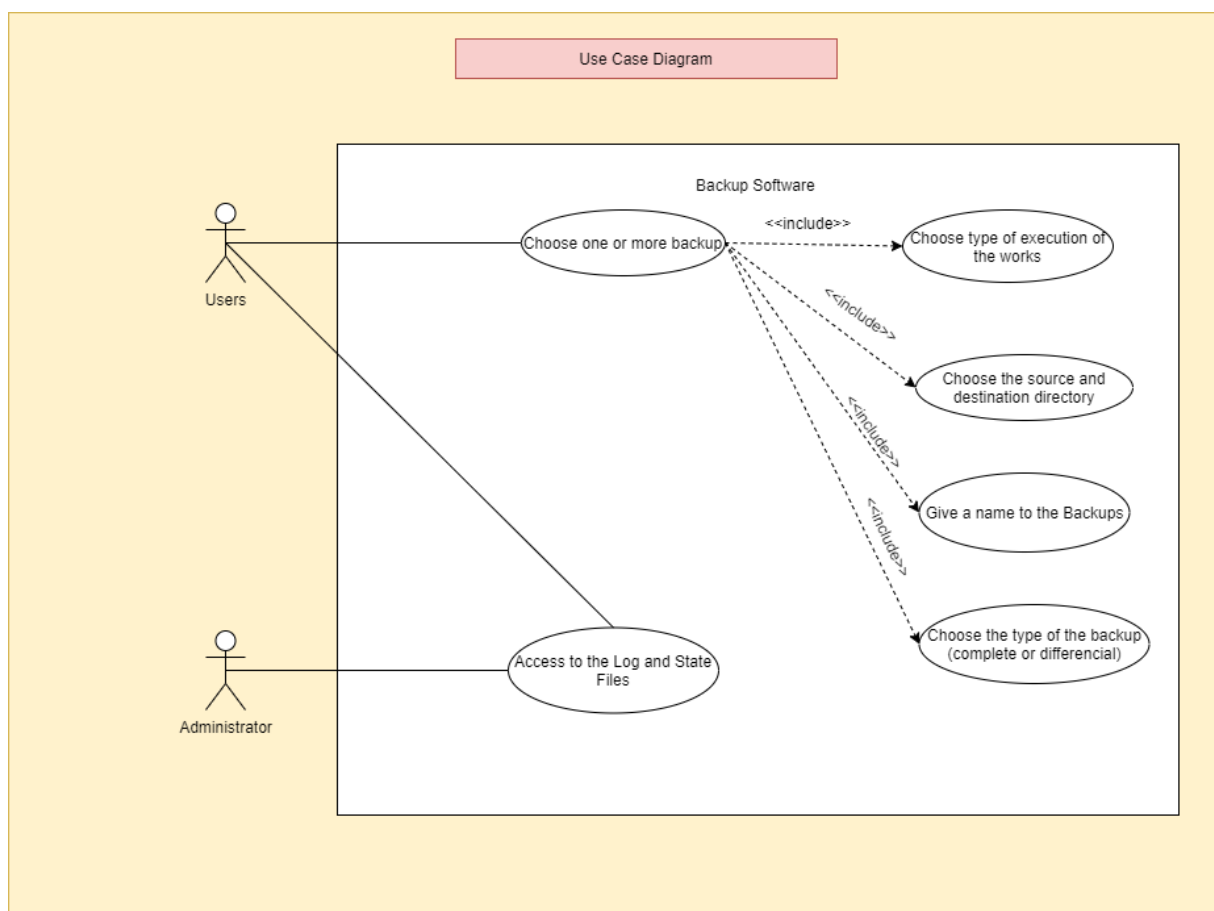 Use Case Diagram
Backup Software
Users
Choose one or more backup
<<include>>
Choose type of execution of
the works
<<include>>
Choose the source and
destination directory
<<include>>
Give a name to the Backups
<<include>>
Choose the type of the backup
(complete or differencial)
Access to the Log and State
Files
Administrator